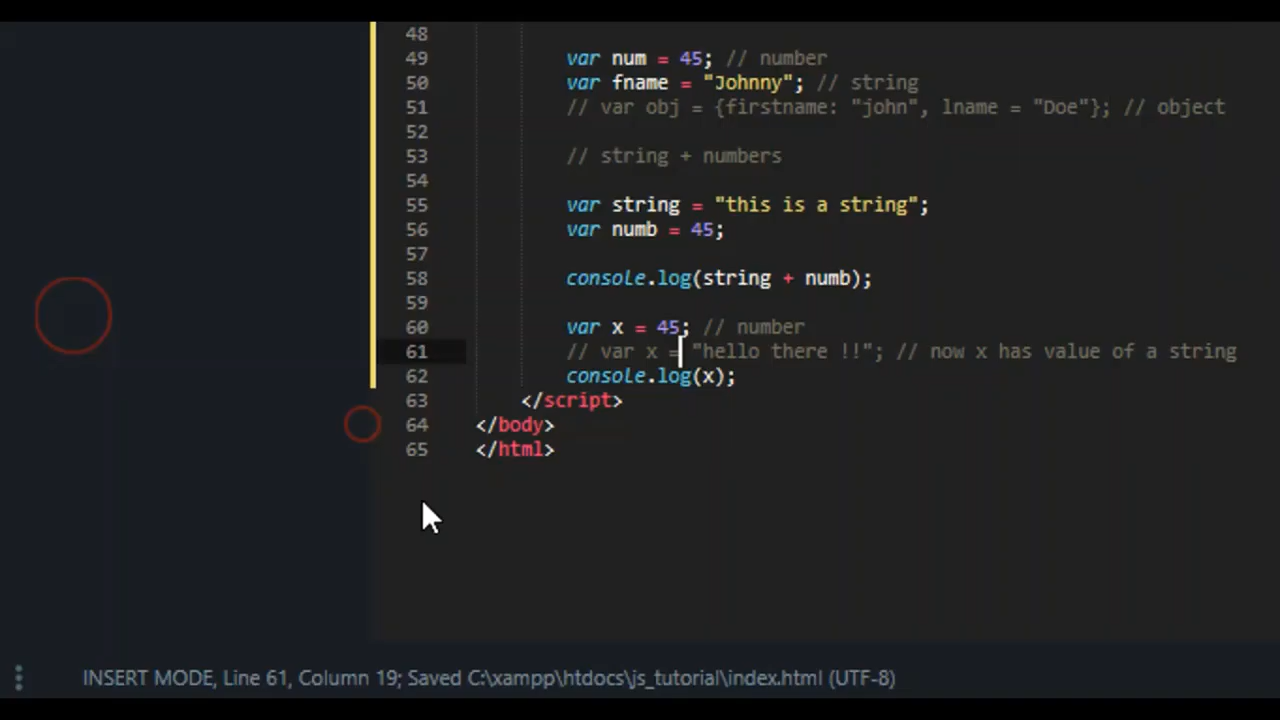 48
49 var num = 45; // number
50 var fname = "Johnny"; // string
51 // var obj = {firstname: "john", lname = "Doe"}; // object
52
53 // string + numbers
54
55 var string = "this is a string";
56 var numb = 45;
57
58 console.log(string + numb);
59
60 var x = 45; // number
61 // var x = "hello there !!"; // now x has value of a string
62 console.log(x);
63 </script>
64 </body>
65 </html>
INSERT MODE, Line 61, Column 19; Saved C:\xampp\htdocs\js_tutorial\index.html (UTF-8)